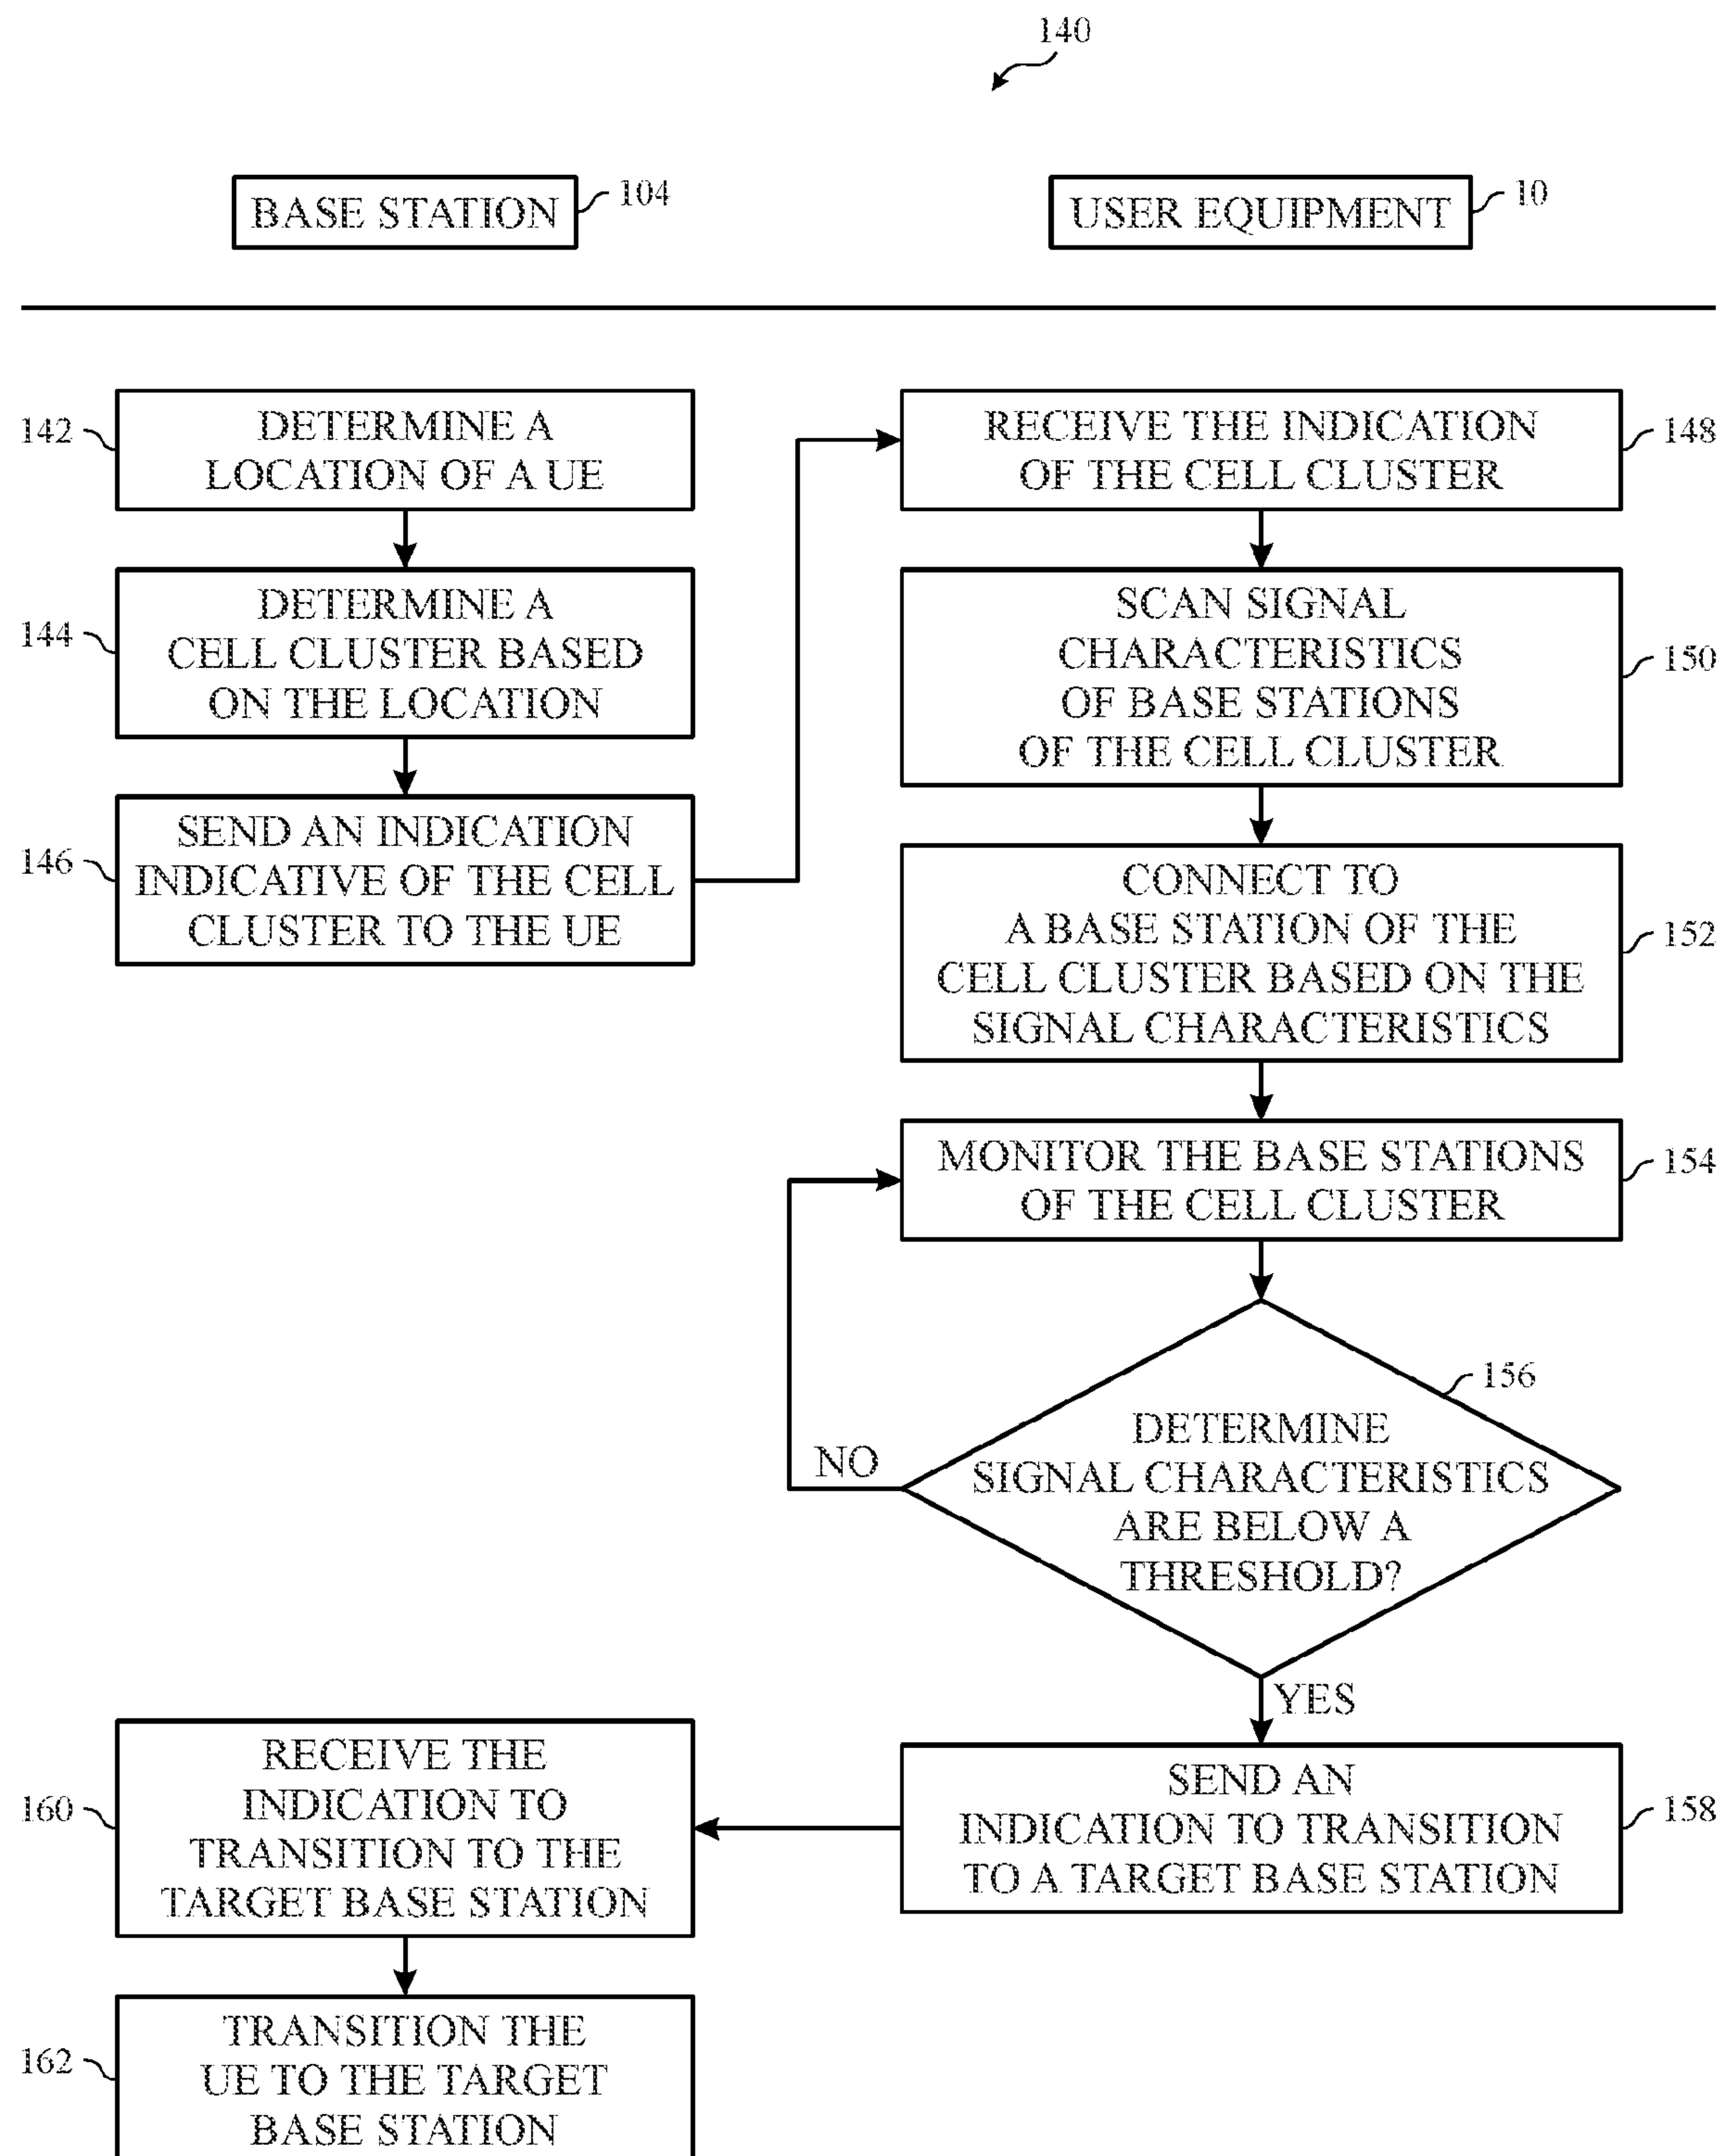 140
BASE STATION
104
USER EQUIPMENT
10
142
DETERMINE A
LOCATION OF A UE
144
DETERMINE A
CELL CLUSTER BASED
ON THE LOCATION
146
SEND AN INDICATION
INDICATIVE OF THE CELL
CLUSTER TO THE UE
RECEIVE THE INDICATION
OF THE CELL CLUSTER
148
SCAN SIGNAL
CHARACTERISTICS
OF BASE STATIONS
OF THE CELL CLUSTER
150
CONNECT TO
A BASE STATION OF THE
CELL CLUSTER BASED ON THE
SIGNAL CHARACTERISTICS
152
MONITOR THE BASE STATIONS
OF THE CELL CLUSTER
154
156
DETERMINE
SIGNAL CHARACTERISTICS
ARE BELOW A
THRESHOLD?
NO
YES
SEND AN
INDICATION TO TRANSITION
TO A TARGET BASE STATION
158
160
RECEIVE THE
INDICATION TO
TRANSITION TO THE
TARGET BASE STATION
162
TRANSITION THE
UE TO THE TARGET
BASE STATION